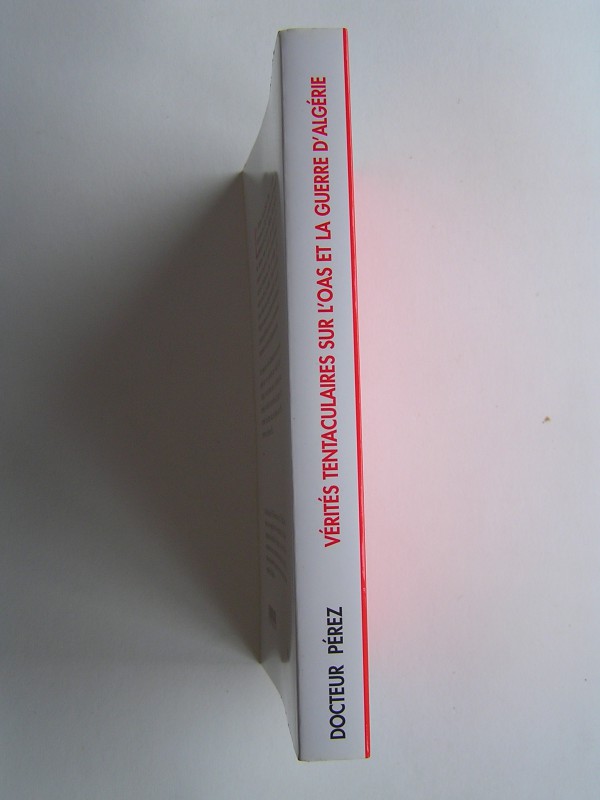 DOCTEUR PÉREZ
VÉRITÉS TENTACULAIRES SUR L'OAS ET LA GUERRE D'ALGÉRIE